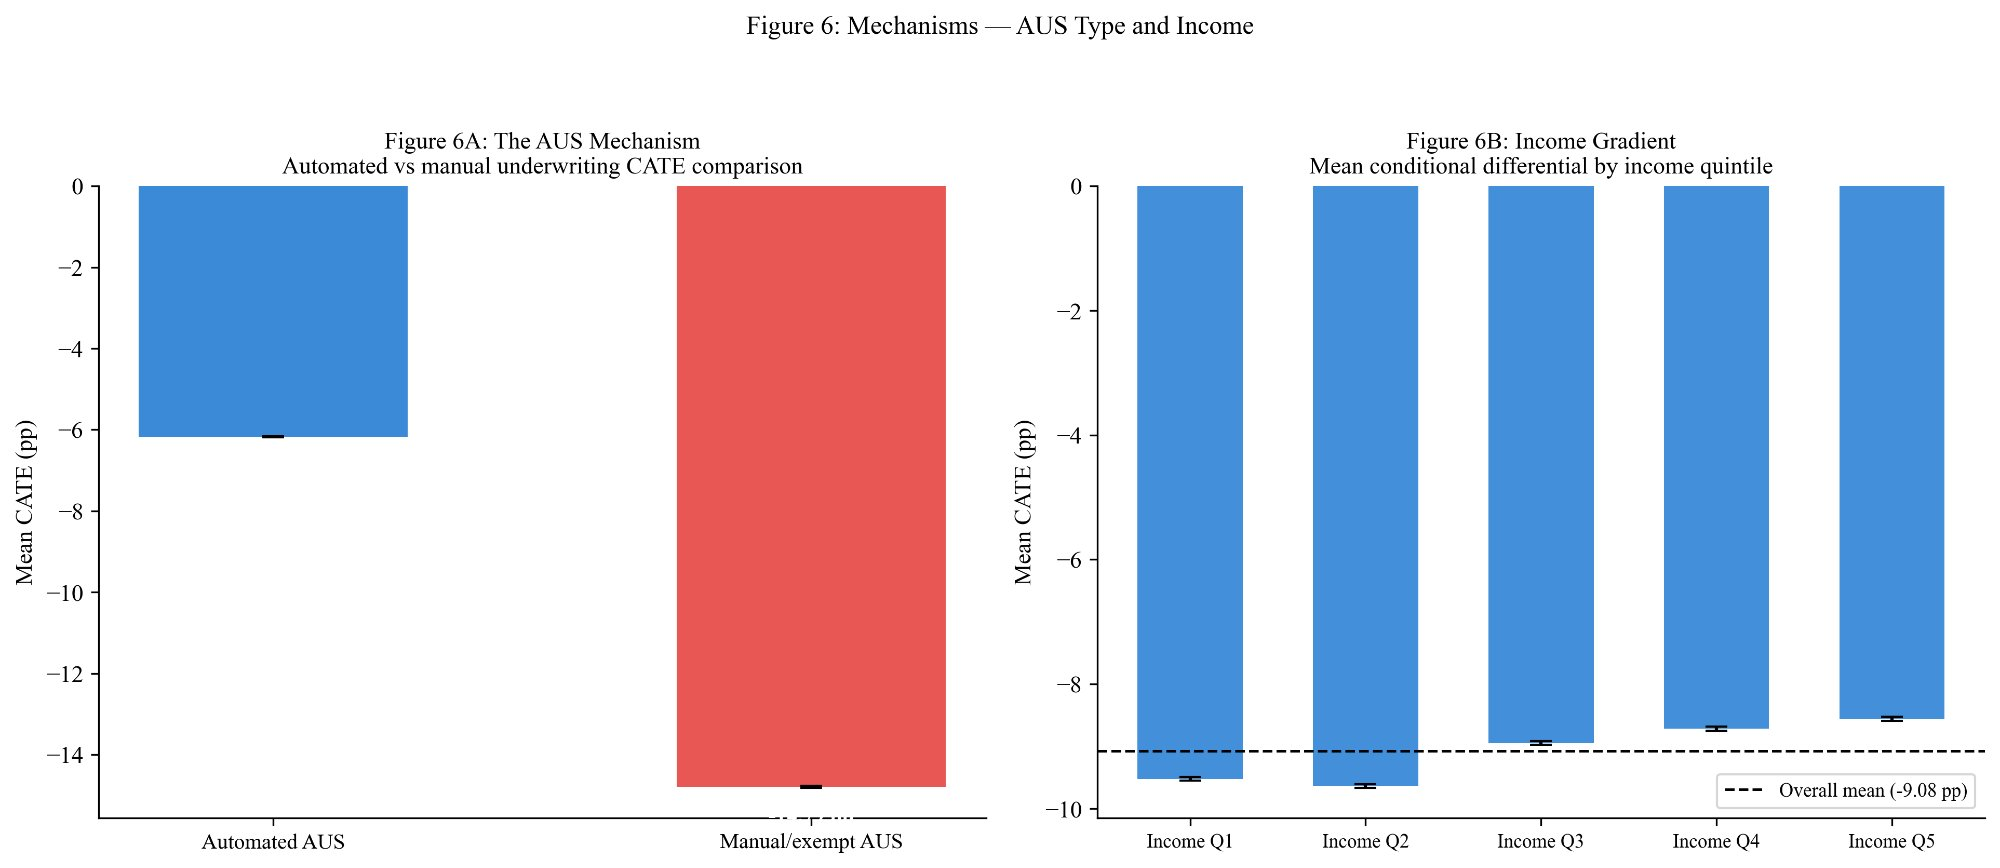 Figure 6: Mechanisms — AUS Type and Income
Figure 6A: The AUS Mechanism
Automated vs manual underwriting CATE comparison
Mean CATE (pp)
0
−2
−4
−6
−8
−10
−12
−14
Automated AUS
Manual/exempt AUS
Figure 6B: Income Gradient
Mean conditional differential by income quintile
Mean CATE (pp)
0
−2
−4
−6
−8
−10
Overall mean (-9.08 pp)
Income Q1
Income Q2
Income Q3
Income Q4
Income Q5